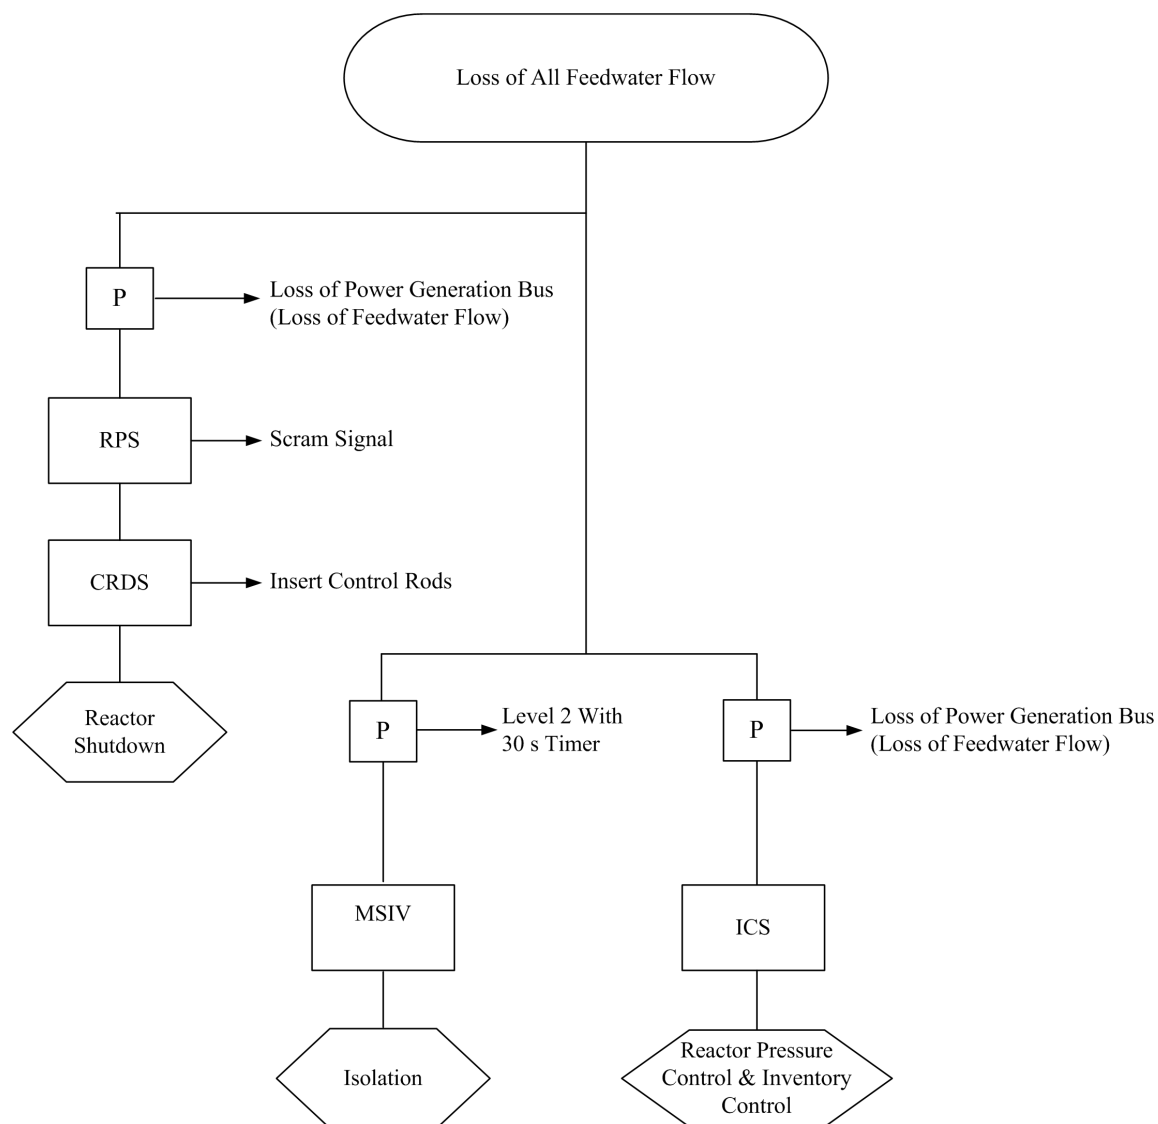 Loss of All Feedwater Flow
P
Loss of Power Generation Bus
(Loss of Feedwater Flow)
RPS
Scram Signal
CRDS
Insert Control Rods
Reactor
Shutdown
P
Level 2 With
30 s Timer
P
Loss of Power Generation Bus
(Loss of Feedwater Flow)
MSIV
ICS
Isolation
Reactor Pressure
Control & Inventory
Control